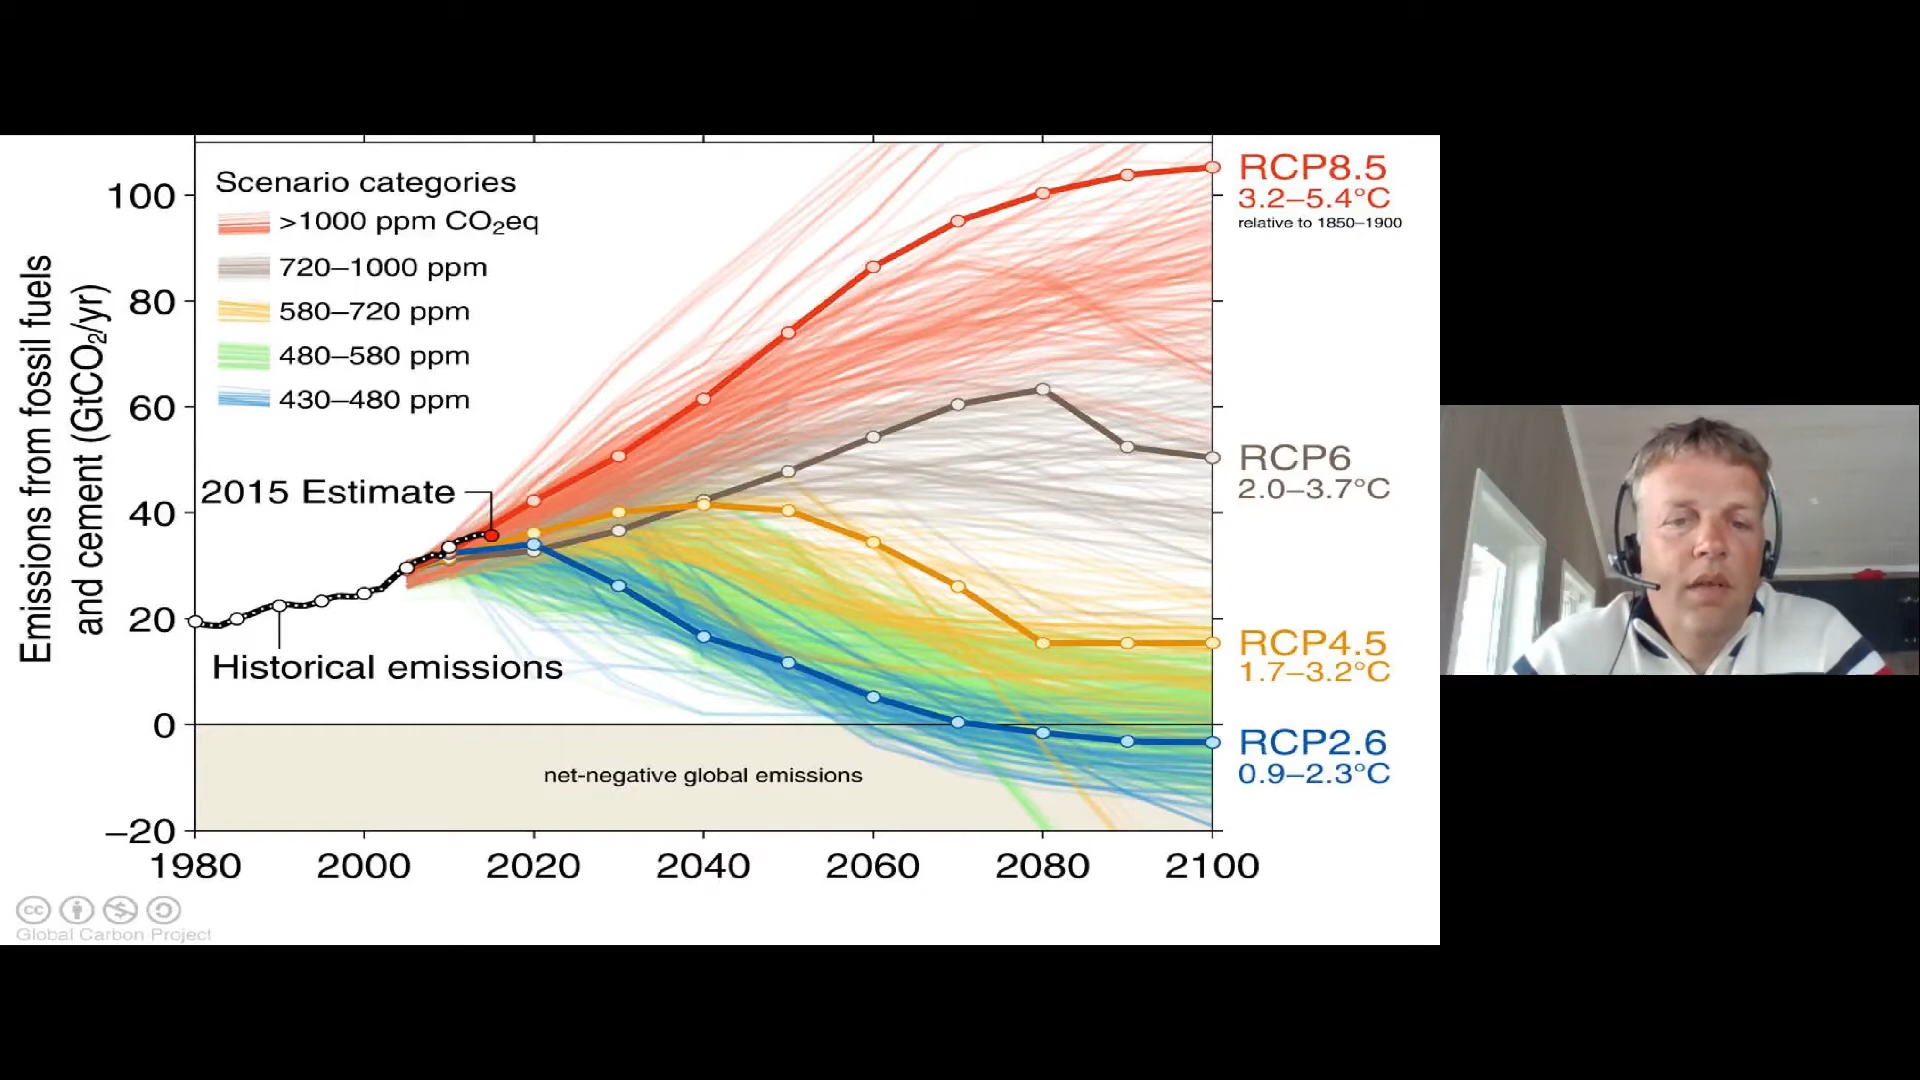 Scenario categories
>1000 ppm CO₂eq
720–1000 ppm
580–720 ppm
480–580 ppm
430–480 ppm
Emissions from fossil fuels
and cement (GtCO₂/yr)
100
80
60
40
20
0
−20
2015 Estimate
Historical emissions
net-negative global emissions
1980 2000 2020 2040 2060 2080 2100
RCP8.5
3.2–5.4°C
relative to 1850–1900
RCP6
2.0–3.7°C
RCP4.5
1.7–3.2°C
RCP2.6
0.9–2.3°C
cc
Global Carbon Project